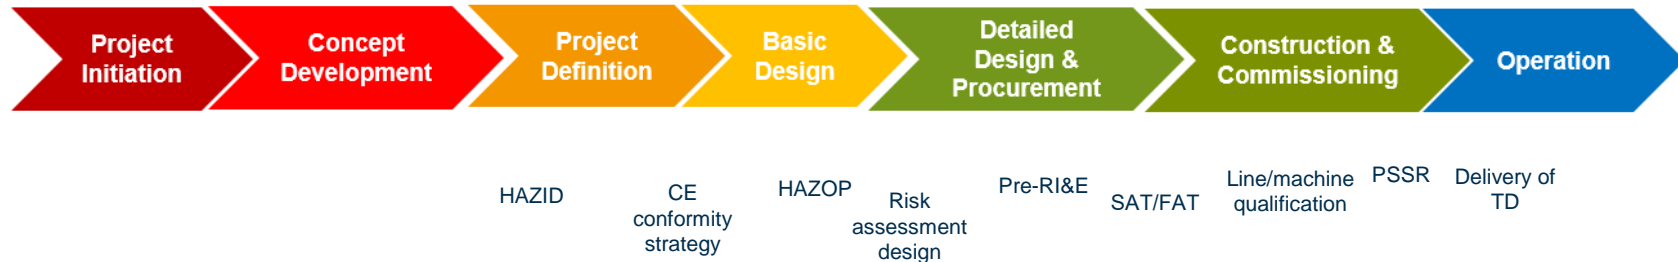 Project
Initiation
Concept
Development
Project
Definition
Basic
Design
Detailed
Design &
Procurement
Construction &
Commissioning
Operation
HAZID
CE
conformity
strategy
HAZOP
Risk
assessment
design
Pre-RI&E
SAT/FAT
Line/machine
qualification
PSSR
Delivery of
TD